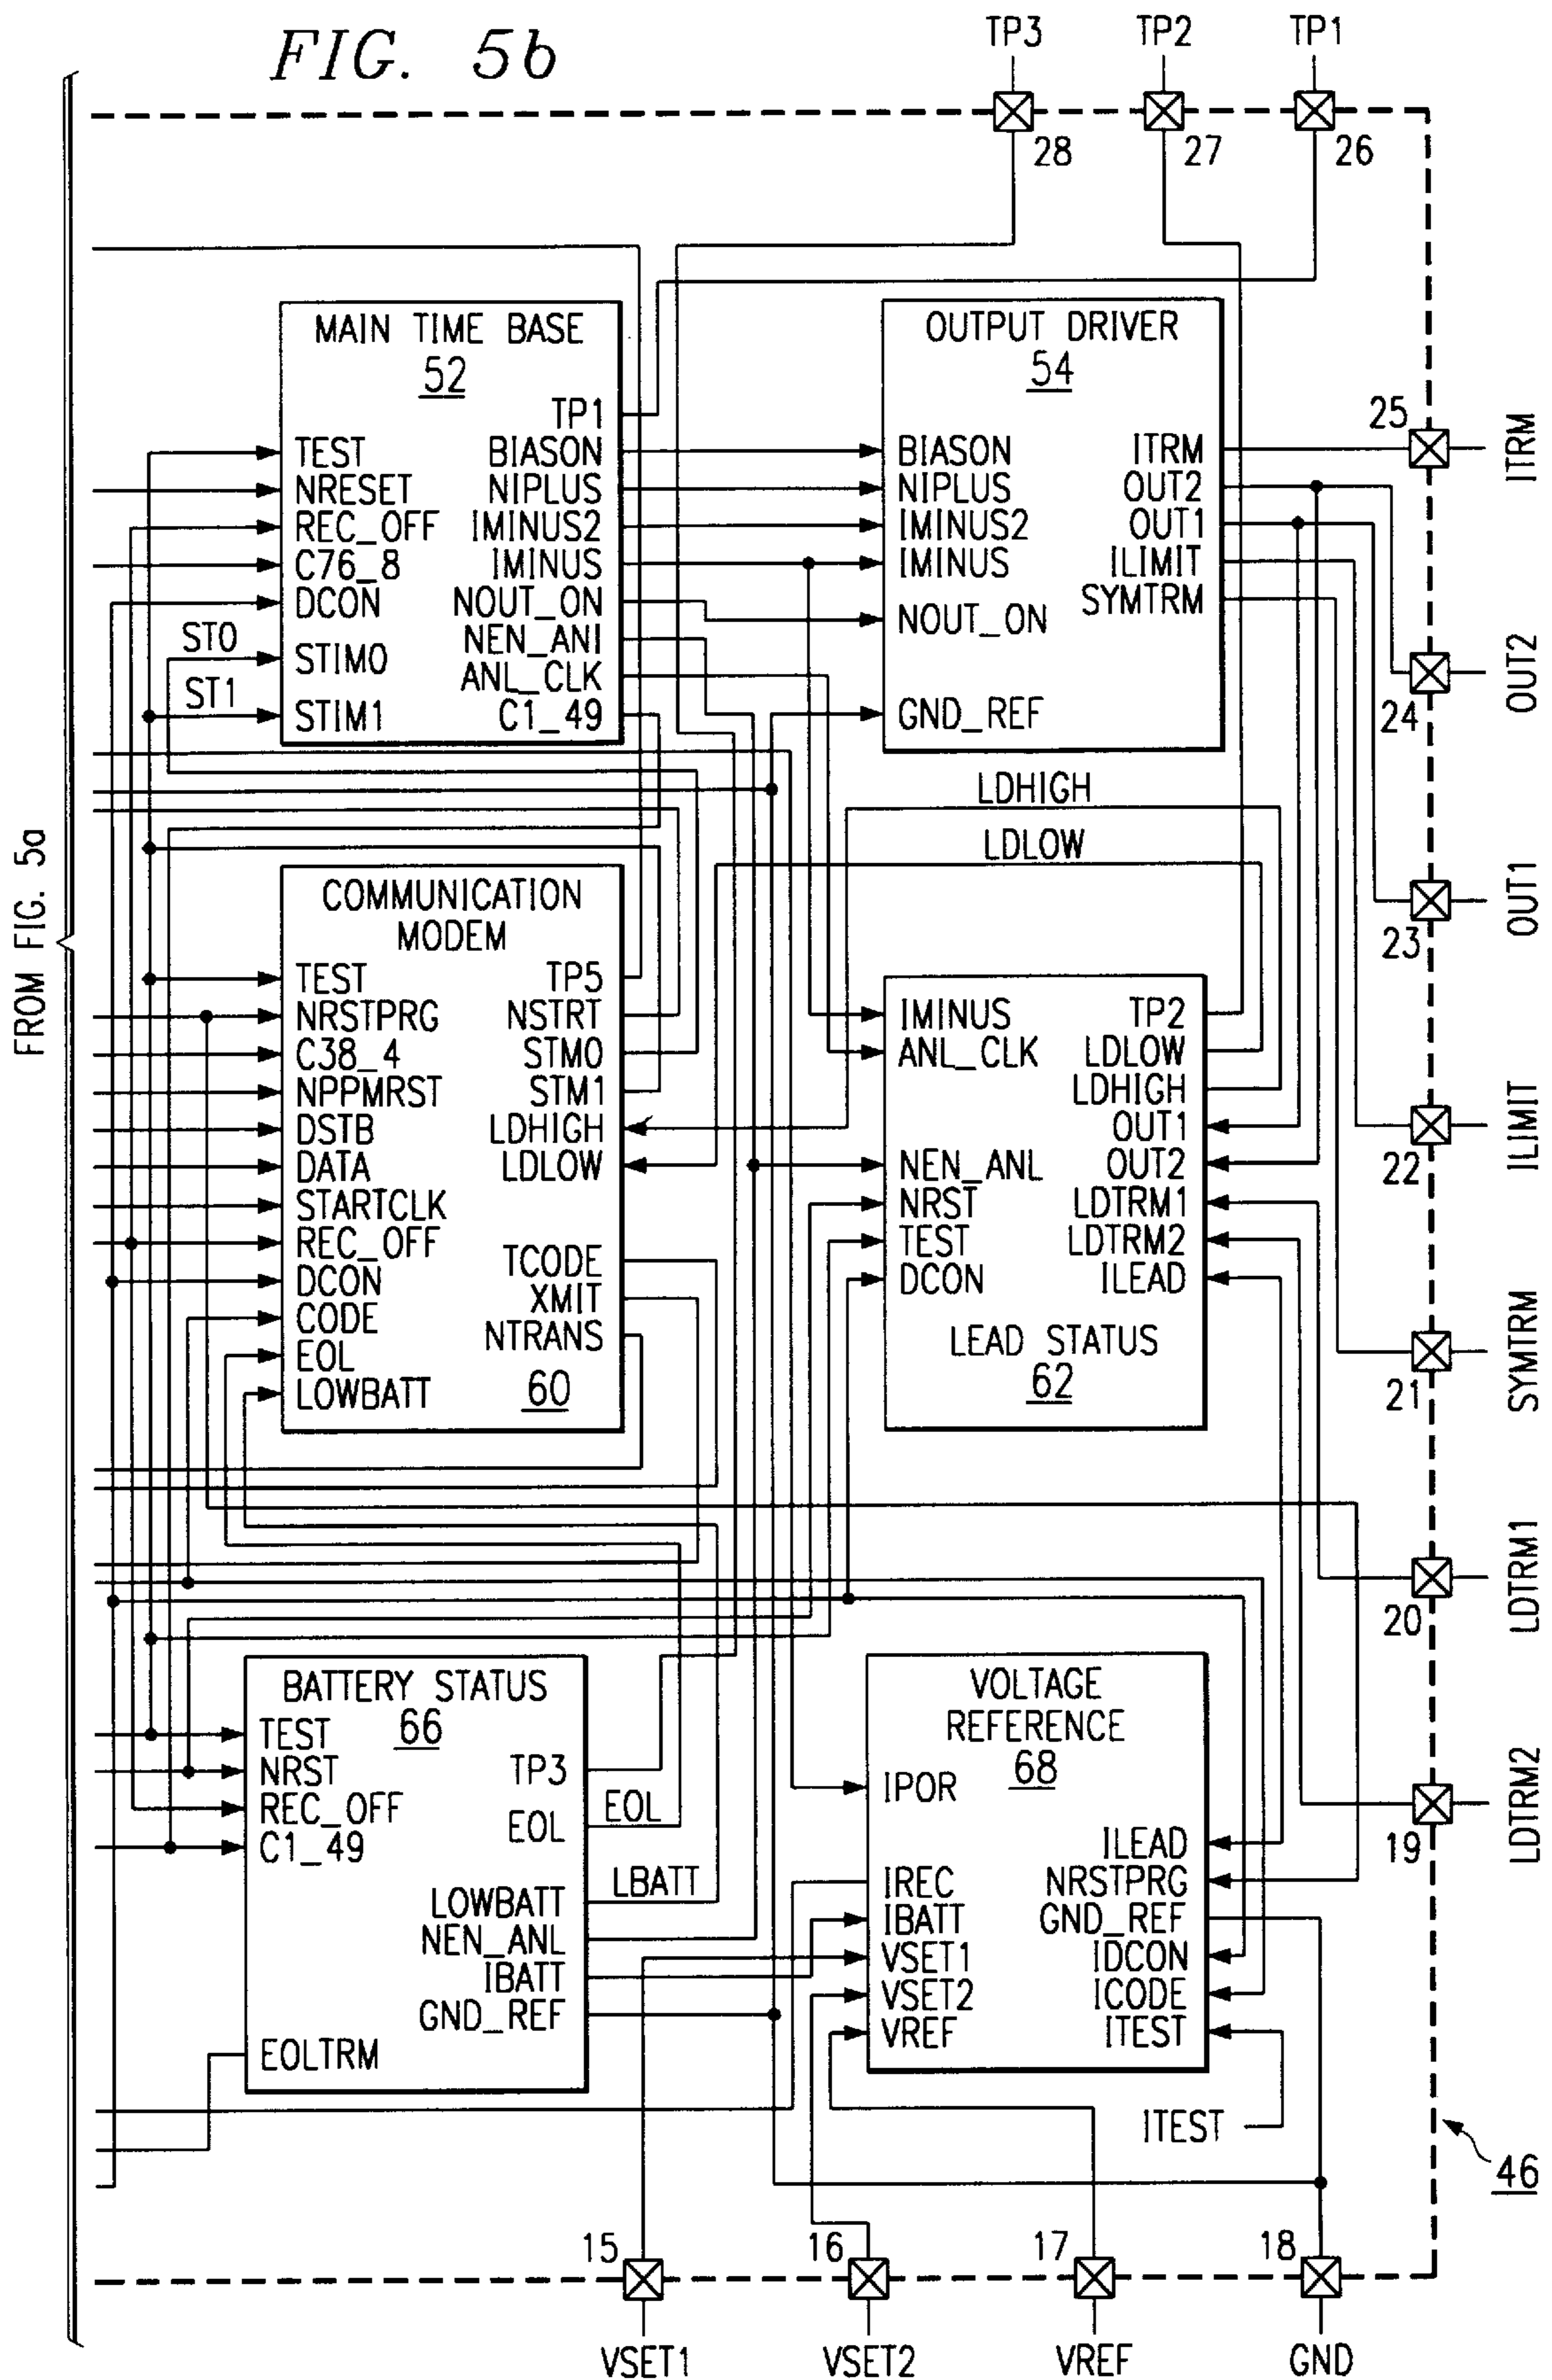 FIG. 5b
TP3
TP2
TP1
28
27
26
FROM FIG. 5a
MAIN TIME BASE
52
TP1
TEST
BIASON
NRESET
NIPLUS
REC_OFF
IMINUS2
C76_8
IMINUS
DCON
NOUT_ON
NEN_ANI
ST0
STIM0
ANL_CLK
ST1
STIM1
C1_49
OUTPUT DRIVER
54
BIASON
ITRM
NIPLUS
OUT2
IMINUS2
OUT1
IMINUS
ILIMIT
SYMTRM
NOUT_ON
GND_REF
25
ITRM
24
OUT2
23
OUT1
22
ILIMIT
21
SYMTRM
20
LDTRM1
19
LDTRM2
LDHIGH
LDLOW
COMMUNICATION
MODEM
TEST
TP5
NRSTPRG
NSTRT
C38_4
STM0
NPPMRST
STM1
DSTB
LDHIGH
DATA
LDLOW
STARTCLK
REC_OFF
TCODE
DCON
XMIT
CODE
NTRANS
EOL
LOWBATT
60
IMINUS
TP2
ANL_CLK
LDLOW
LDHIGH
OUT1
NEN_ANL
OUT2
NRST
LDTRM1
TEST
LDTRM2
DCON
ILEAD
LEAD STATUS
62
BATTERY STATUS
66
TEST
NRST
TP3
REC_OFF
EOL
EOL
C1_49
LOWBATT
LBATT
NEN_ANL
IBATT
GND_REF
EOLTRM
VOLTAGE
REFERENCE
68
IPOR
ILEAD
IREC
NRSTPRG
IBATT
GND_REF
VSET1
IDCON
VSET2
ICODE
VREF
ITEST
ITEST
46
15
16
17
18
VSET1
VSET2
VREF
GND